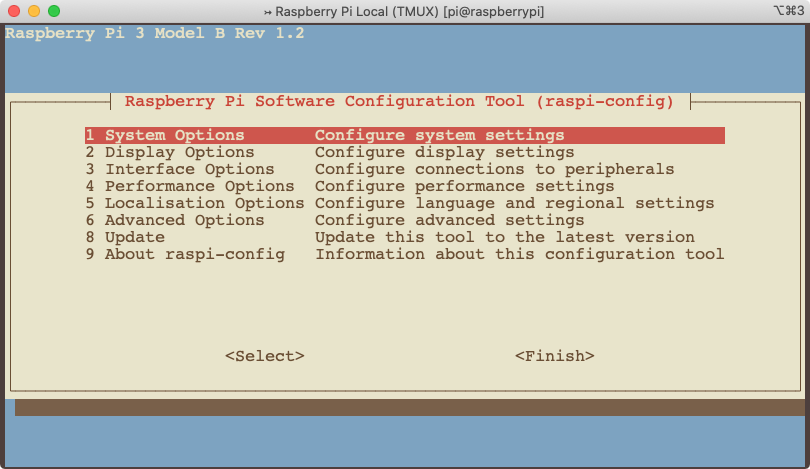 ↣ Raspberry Pi Local (TMUX) [pi@raspberrypi] ⌥⌘3
Raspberry Pi 3 Model B Rev 1.2
Raspberry Pi Software Configuration Tool (raspi-config)
1 System Options Configure system settings
2 Display Options Configure display settings
3 Interface Options Configure connections to peripherals
4 Performance Options Configure performance settings
5 Localisation Options Configure language and regional settings
6 Advanced Options Configure advanced settings
8 Update Update this tool to the latest version
9 About raspi-config Information about this configuration tool
<Select> <Finish>